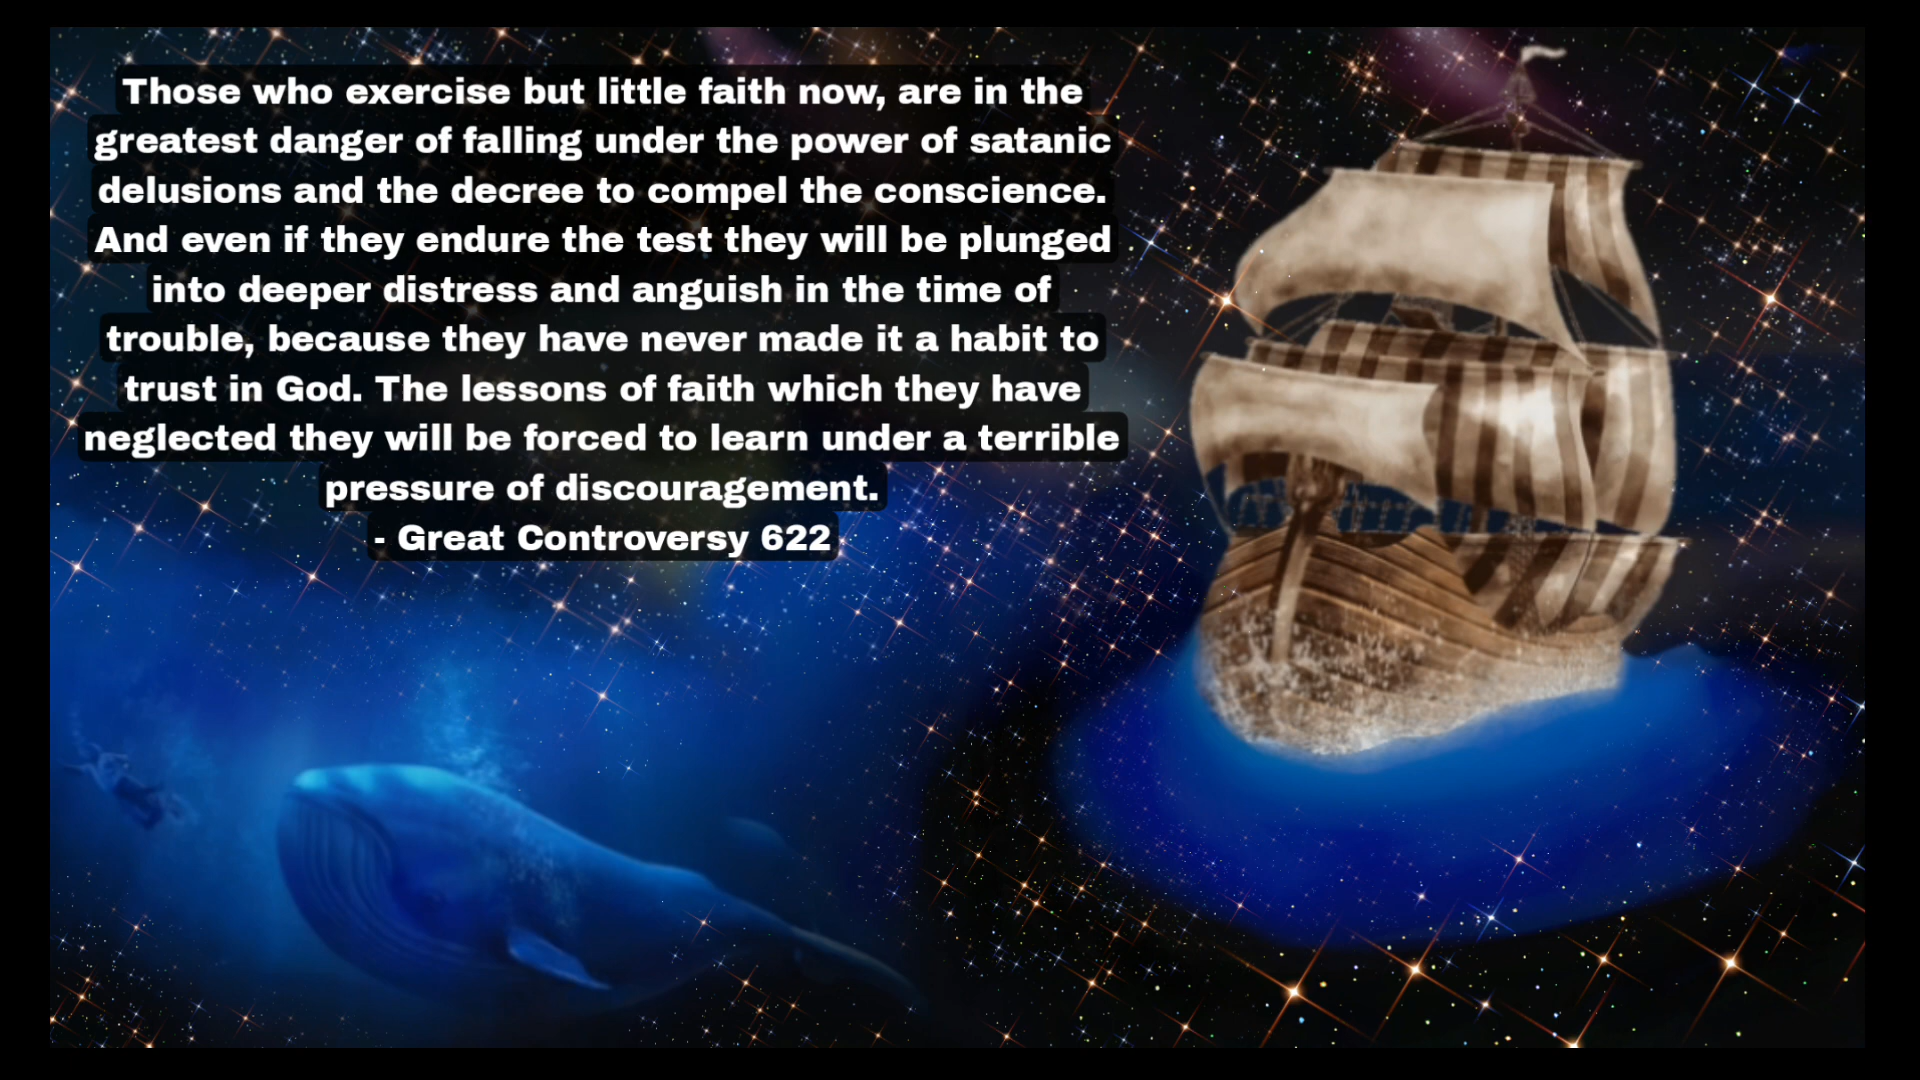 Those who exercise but little faith now, are in the
greatest danger of falling under the power of satanic
delusions and the decree to compel the conscience.
And even if they endure the test they will be plunged
into deeper distress and anguish in the time of
trouble, because they have never made it a habit to
trust in God. The lessons of faith which they have
neglected they will be forced to learn under a terrible
pressure of discouragement.
- Great Controversy 622